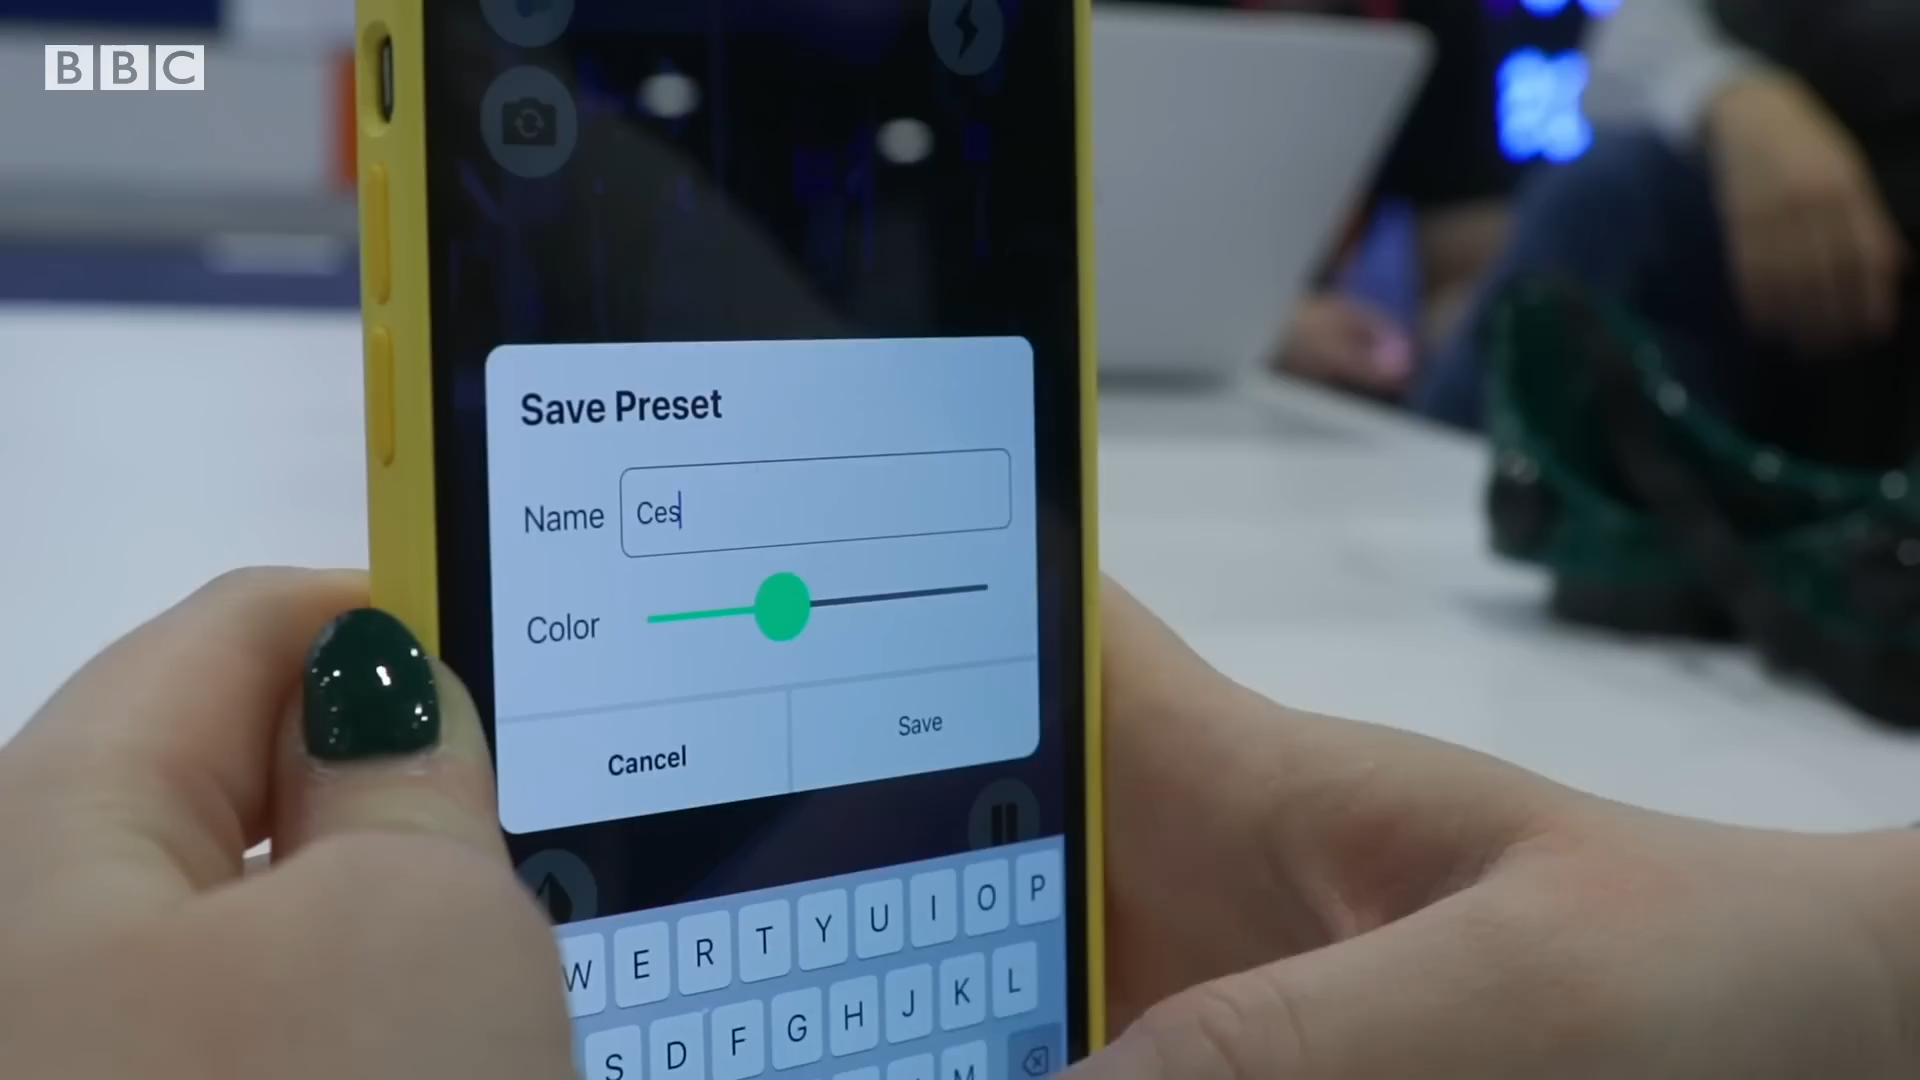 BBC
Save Preset
Name Ces
Color
Cancel Save
W E R T Y U I O P
S D F G H J K L
M